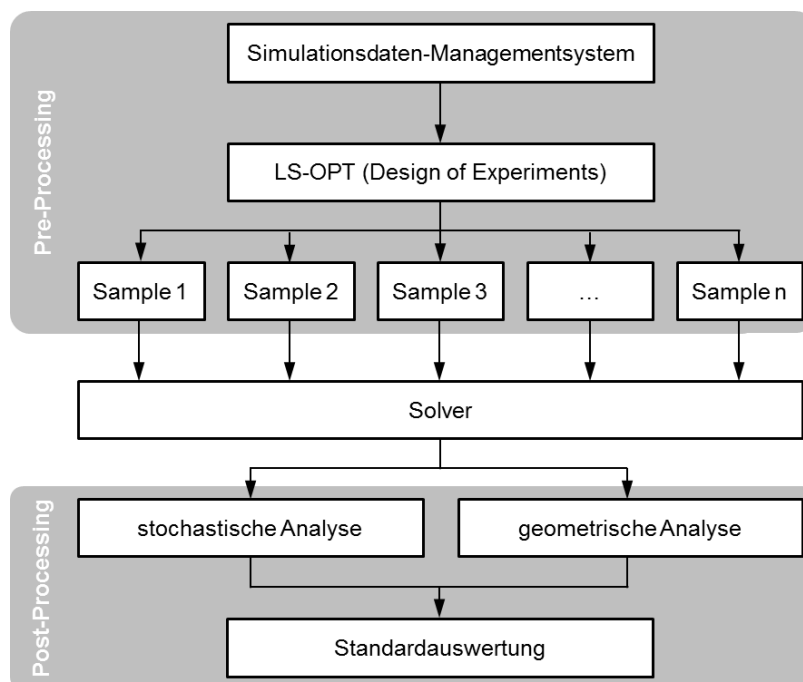 Pre-Processing
Simulationsdaten-Managementsystem
LS-OPT (Design of Experiments)
Sample 1
Sample 2
Sample 3
...
Sample n
Solver
Post-Processing
stochastische Analyse
geometrische Analyse
Standardauswertung